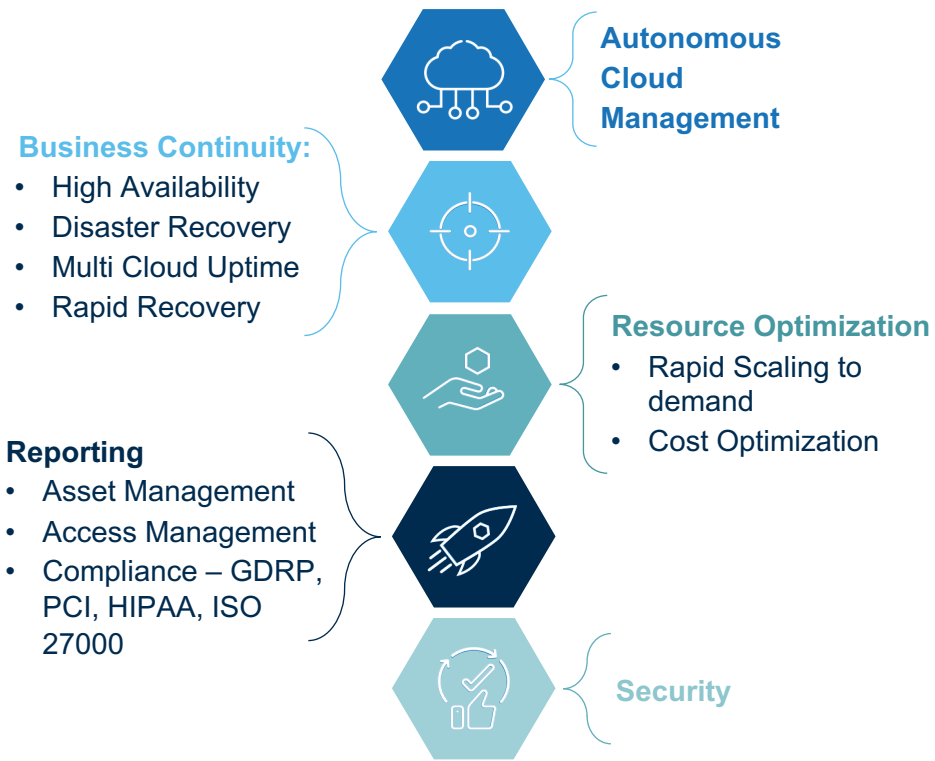 Autonomous
Cloud
Management
Business Continuity:
• High Availability
• Disaster Recovery
• Multi Cloud Uptime
• Rapid Recovery
Resource Optimization
• Rapid Scaling to
demand
• Cost Optimization
Reporting
• Asset Management
• Access Management
• Compliance – GDRP,
PCI, HIPAA, ISO
27000
Security